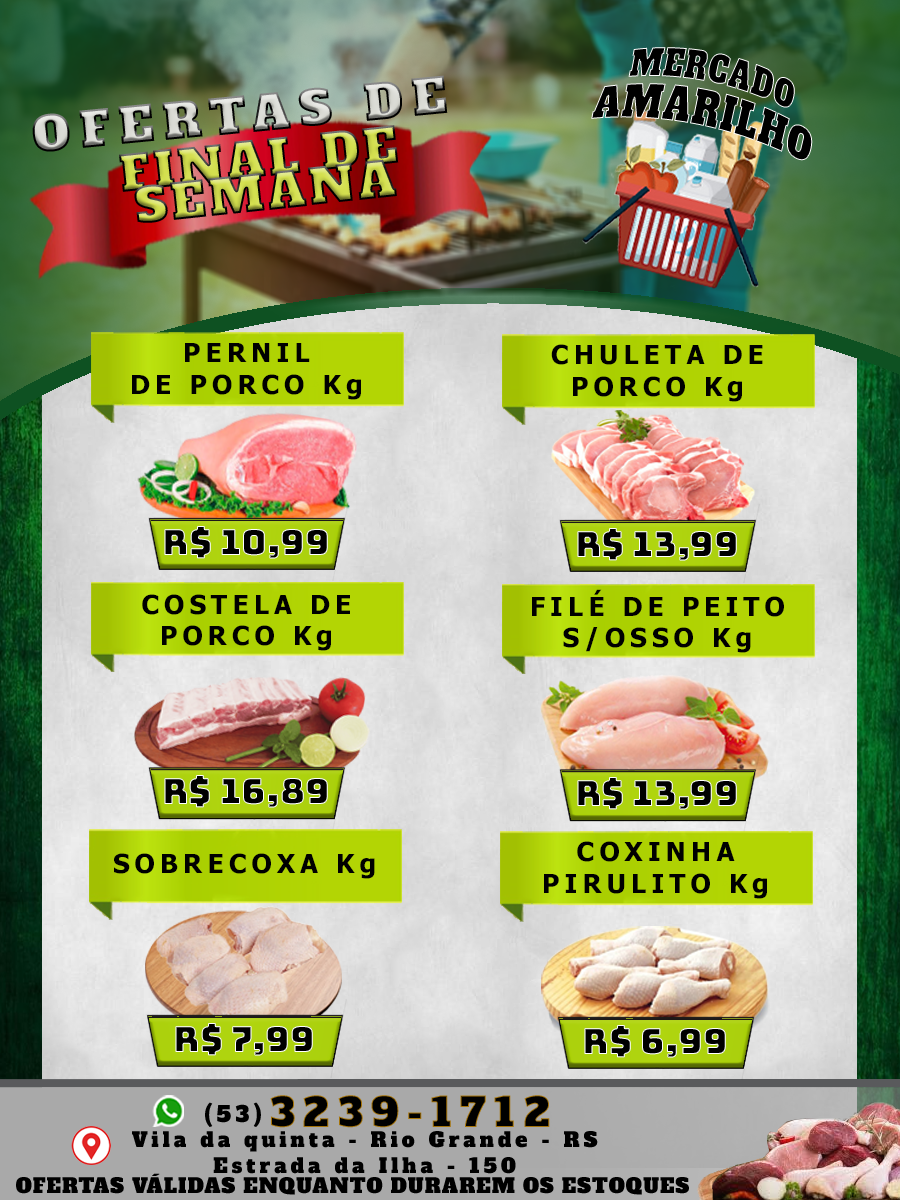 OFERTAS DE
FINAL DE
SEMANA
MERCADO
AMARILHO
PERNIL
DE PORCO Kg
R$ 10,99
CHULETA DE
PORCO Kg
R$ 13,99
COSTELA DE
PORCO Kg
R$ 16,89
FILÉ DE PEITO
S/OSSO Kg
R$ 13,99
SOBRECOXA Kg
R$ 7,99
COXINHA
PIRULITO Kg
R$ 6,99
(53) 3239-1712
Vila da quinta - Rio Grande - RS
Estrada da Ilha - 150
OFERTAS VÁLIDAS ENQUANTO DURAREM OS ESTOQUES